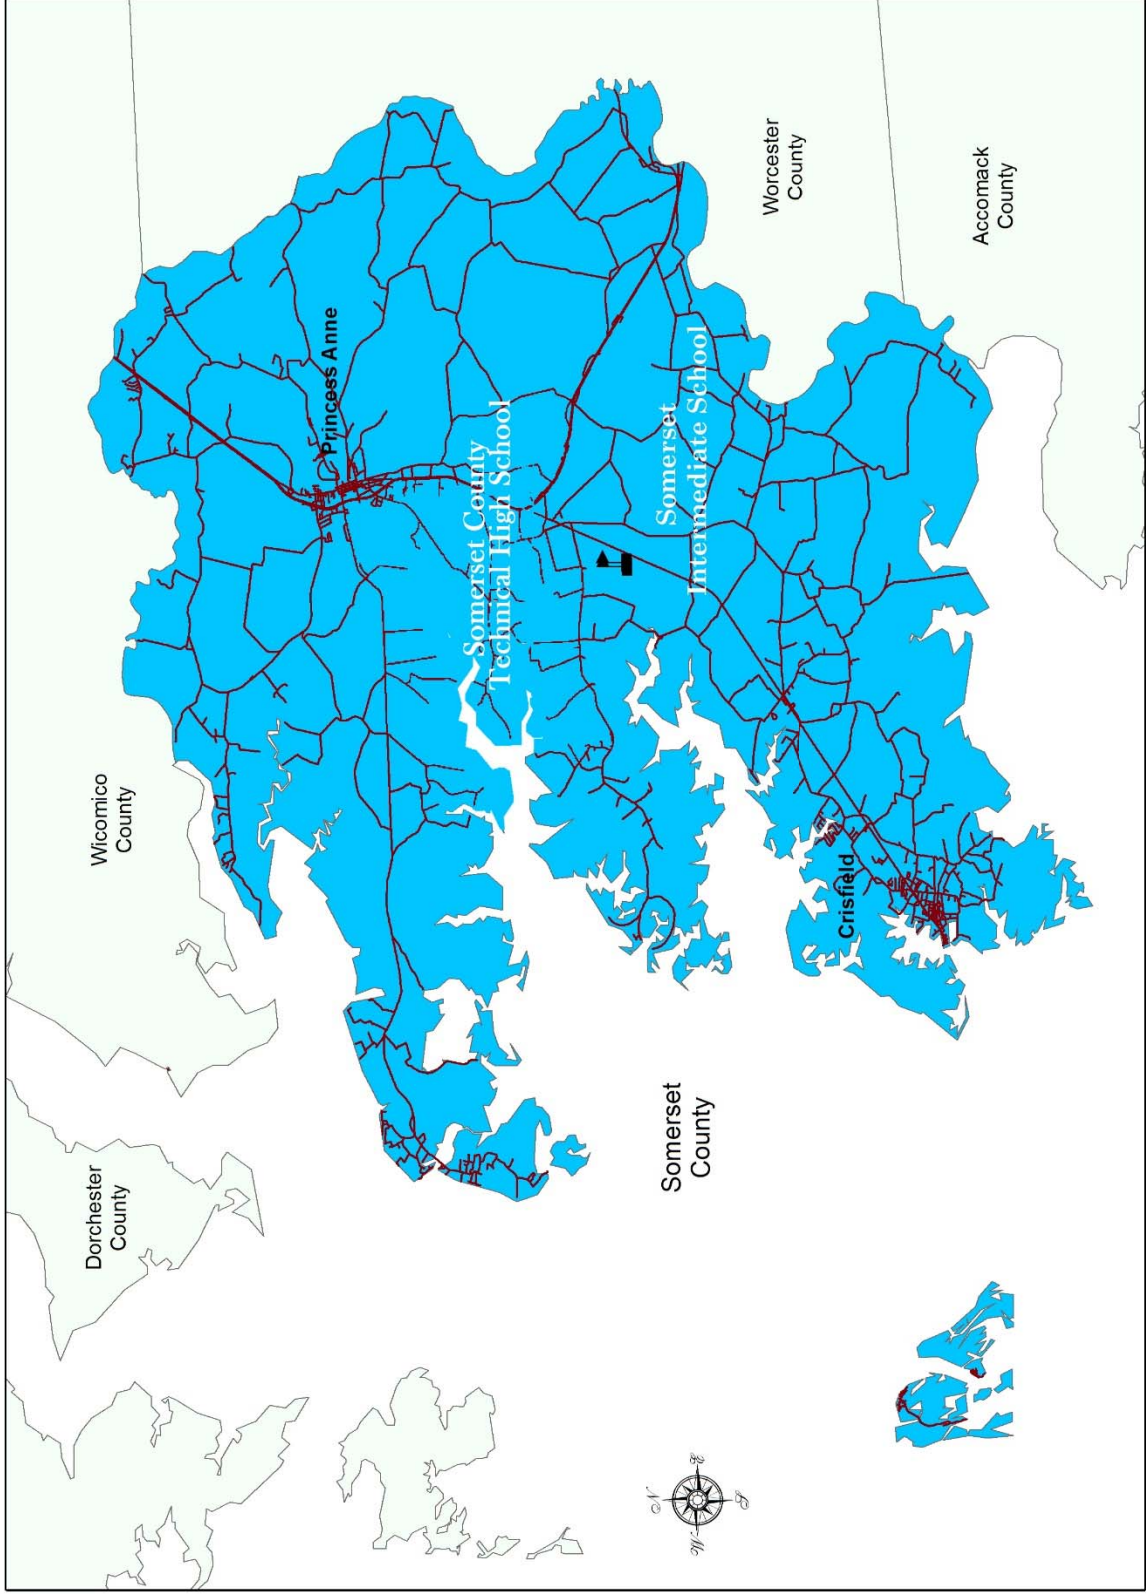 Dorchester
County
Wicomico
County
Princess Anne
Worcester
County
Accomack
County
Somerset County
Technical High School
Somerset
Intermediate School
Crisfield
Somerset
County
N
E
S
W